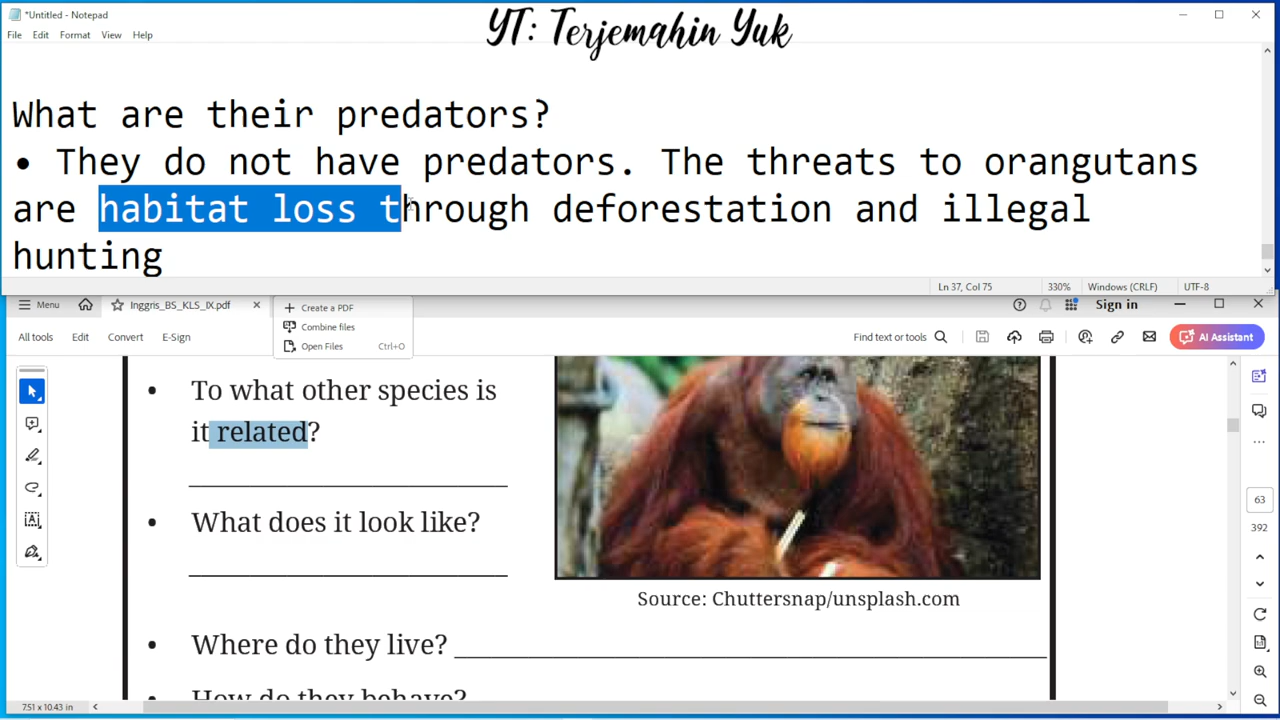 *Untitled - Notepad
YT: Terjemahin Yuk
File Edit Format View Help
What are their predators?
• They do not have predators. The threats to orangutans
are habitat loss through deforestation and illegal
hunting
Ln 37, Col 75 330% Windows (CRLF) UTF-8
Menu Inggris_BS_KLS_IX.pdf Sign in
Create a PDF
Combine files
Open Files Ctrl+O
All tools Edit Convert E-Sign Find text or tools AI Assistant
• To what other species is
it related?
• What does it look like?
Source: Chuttersnap/unsplash.com
• Where do they live?
• How do they behave?
63
392
7.51 x 10.43 in